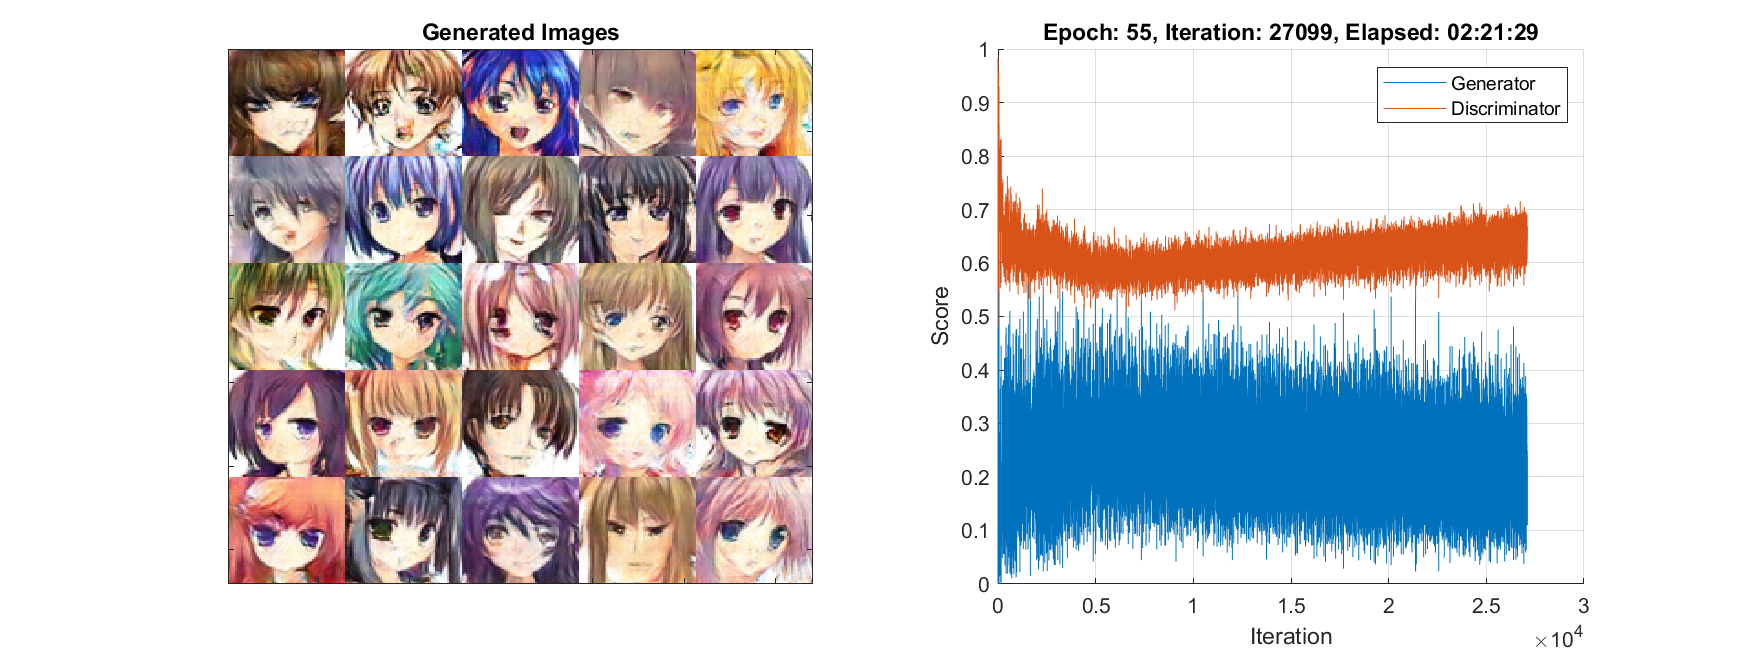 Generated Images
Epoch: 55, Iteration: 27099, Elapsed: 02:21:29
Generator
Discriminator
1
0.9
0.8
0.7
0.6
0.5
0.4
0.3
0.2
0.1
0
Score
0 0.5 1 1.5 2 2.5 3
Iteration
×10^4